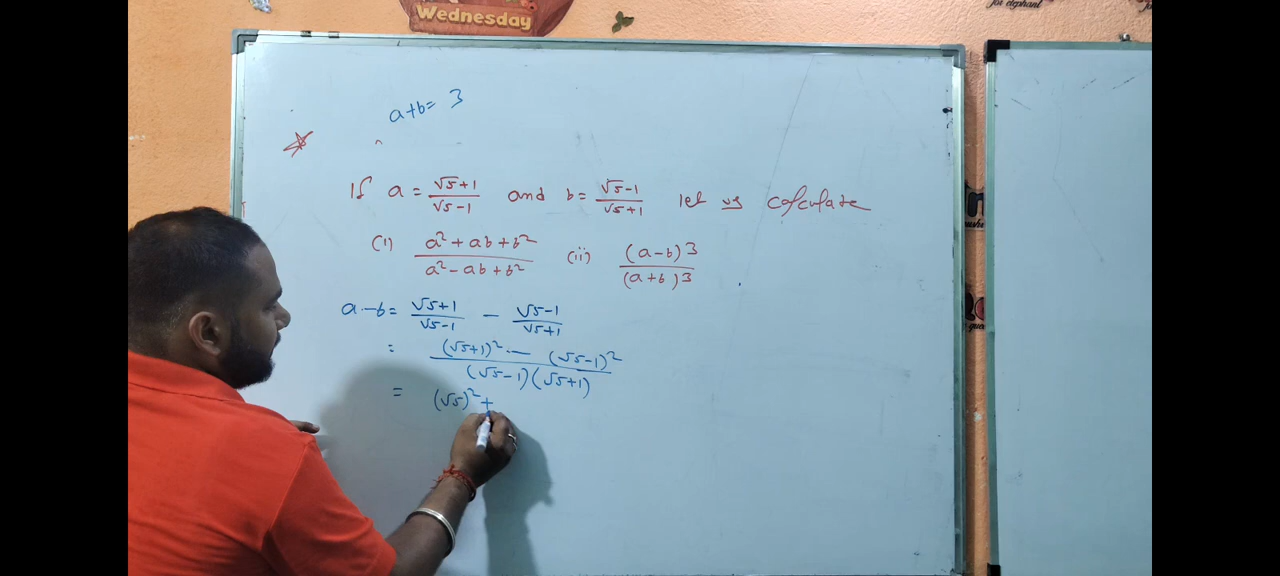 for elephant
Wednesday
a+b= 3
If a = √5+1/√5-1 and b= √5-1/√5+1 let us calculate
(i) a²+ab+b²/a²-ab+b² (ii) (a-b)3/(a+b)3
a-b= √5+1/√5-1 - √5-1/√5+1
= (√5+1)² - (√5-1)²/(√5-1)(√5+1)
= (√5)² +